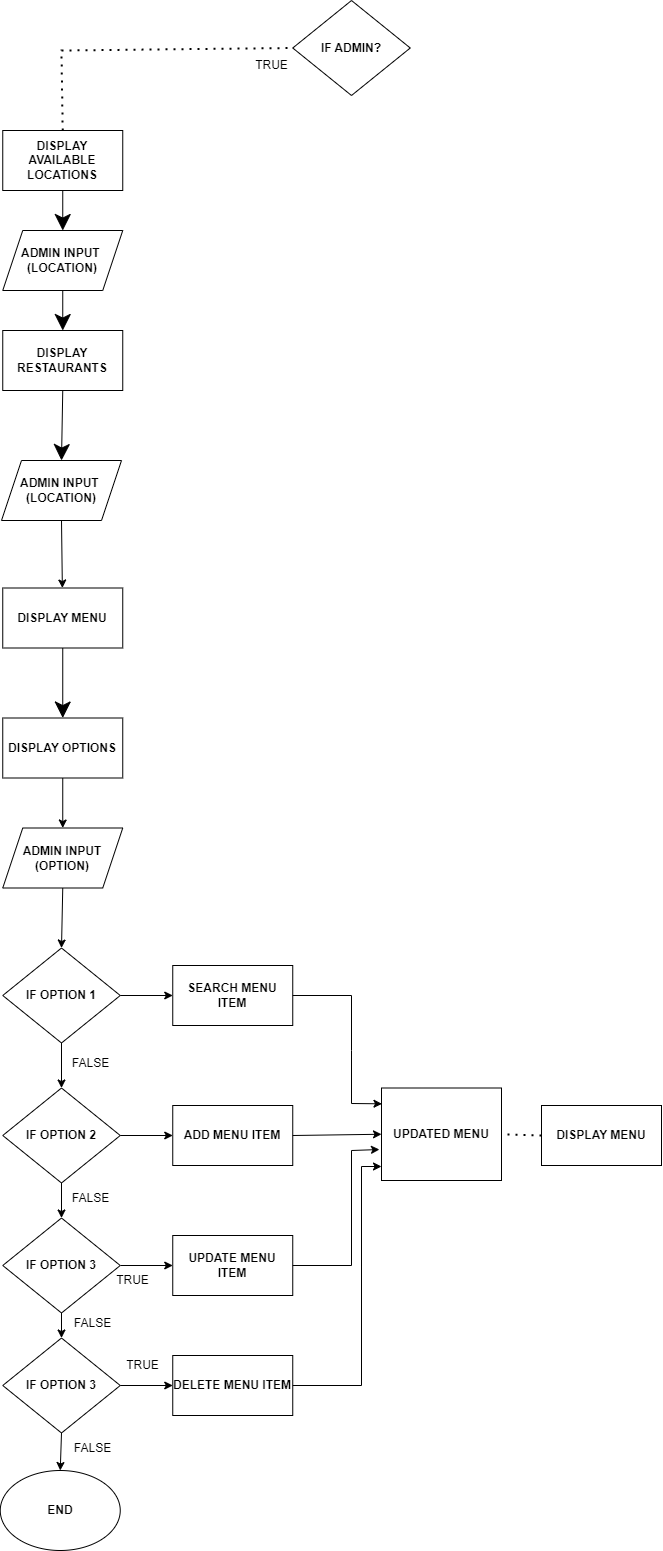 IF ADMIN?
TRUE
DISPLAY
AVAILABLE
LOCATIONS
ADMIN INPUT
(LOCATION)
DISPLAY
RESTAURANTS
ADMIN INPUT
(LOCATION)
DISPLAY MENU
DISPLAY OPTIONS
ADMIN INPUT
(OPTION)
IF OPTION 1
SEARCH MENU
ITEM
FALSE
IF OPTION 2
ADD MENU ITEM
UPDATED MENU
DISPLAY MENU
FALSE
IF OPTION 3
TRUE
UPDATE MENU
ITEM
FALSE
IF OPTION 3
TRUE
DELETE MENU ITEM
FALSE
END